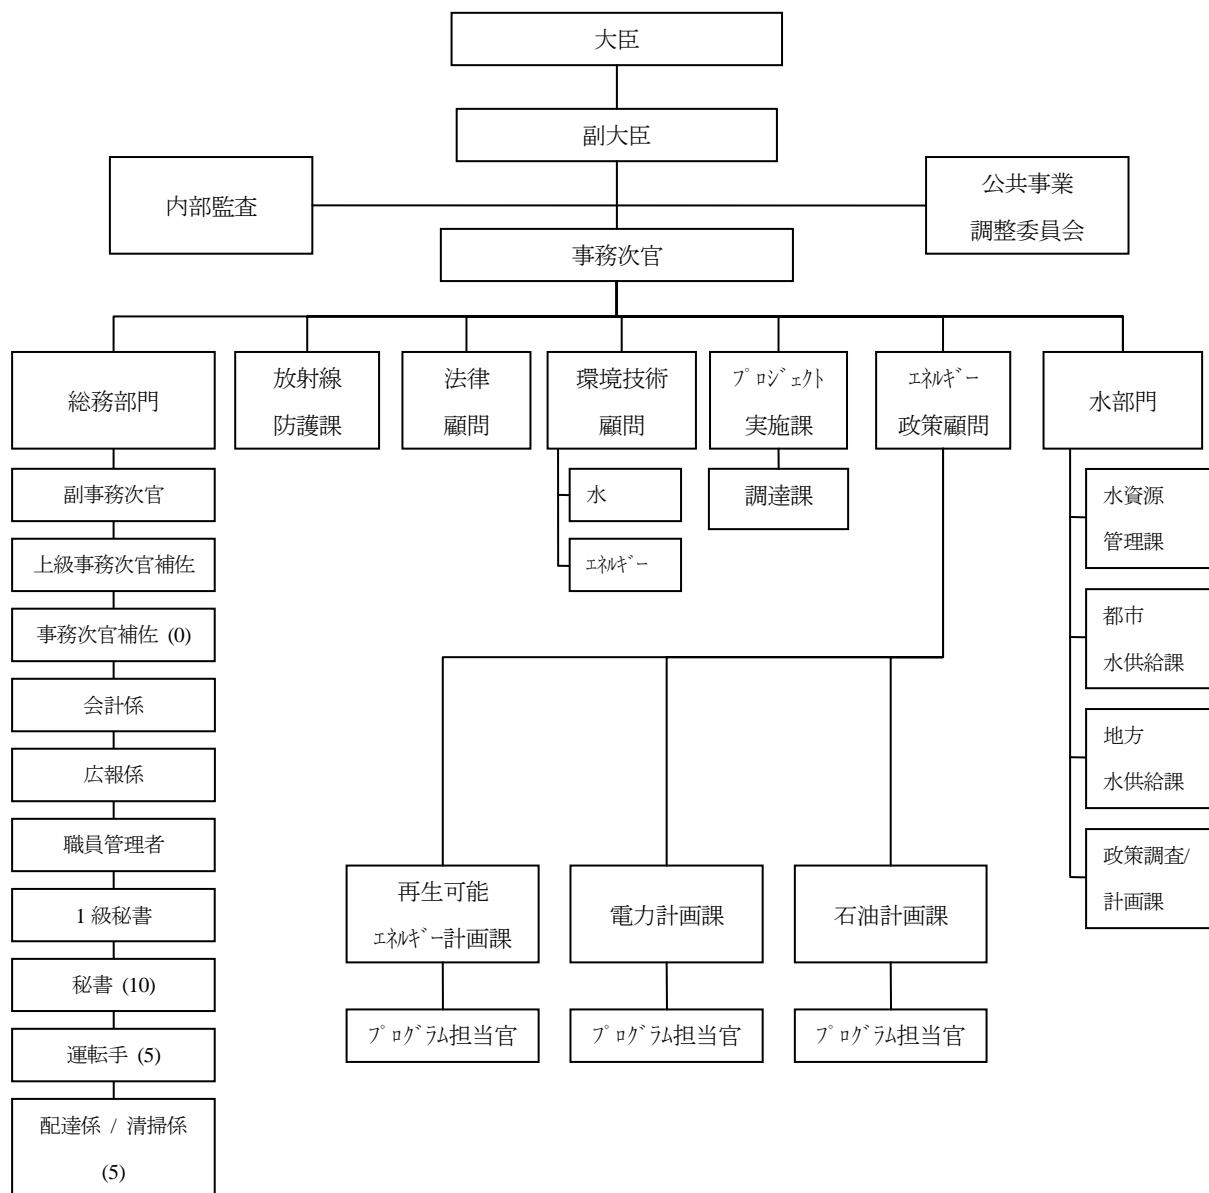 大臣
副大臣
内部監査
公共事業
調整委員会
事務次官
総務部門
放射線
防護課
法律
顧問
環境技術
顧問
ﾌﾟﾛｼﾞｪｸﾄ
実施課
ｴﾈﾙｷﾞｰ
政策顧問
水部門
副事務次官
上級事務次官補佐
事務次官補佐 (0)
会計係
広報係
職員管理者
1 級秘書
秘書 (10)
運転手 (5)
配達係 / 清掃係
(5)
水
ｴﾈﾙｷﾞｰ
調達課
再生可能
ｴﾈﾙｷﾞｰ計画課
電力計画課
石油計画課
ﾌﾟﾛｸﾞﾗﾑ担当官
ﾌﾟﾛｸﾞﾗﾑ担当官
ﾌﾟﾛｸﾞﾗﾑ担当官
水資源
管理課
都市
水供給課
地方
水供給課
政策調査/
計画課